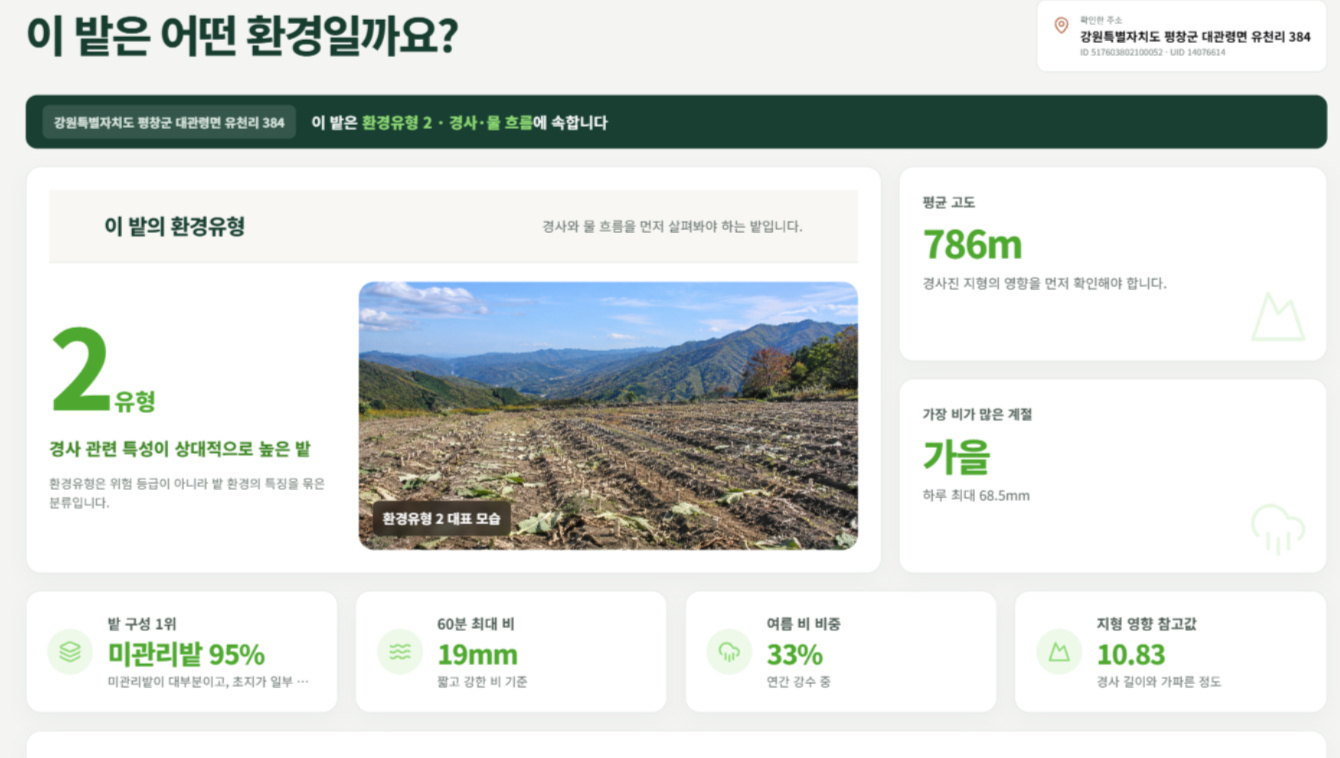 이 밭은 어떤 환경일까요?
확인한 주소
강원특별자치도 평창군 대관령면 유천리 384
ID 517603802100052 · UID 14076614
강원특별자치도 평창군 대관령면 유천리 384
이 밭은 환경유형 2 · 경사·물 흐름에 속합니다
이 밭의 환경유형
경사와 물 흐름을 먼저 살펴봐야 하는 밭입니다.
2유형
경사 관련 특성이 상대적으로 높은 밭
환경유형은 위험 등급이 아니라 밭 환경의 특징을 묶은
분류입니다.
환경유형 2 대표 모습
평균 고도
786m
경사진 지형의 영향을 먼저 확인해야 합니다.
가장 비가 많은 계절
가을
하루 최대 68.5mm
밭 구성 1위
미관리밭 95%
미관리밭이 대부분이고, 초지가 일부 ···
60분 최대 비
19mm
짧고 강한 비 기준
여름 비 비중
33%
연간 강수 중
지형 영향 참고값
10.83
경사 길이와 가파른 정도